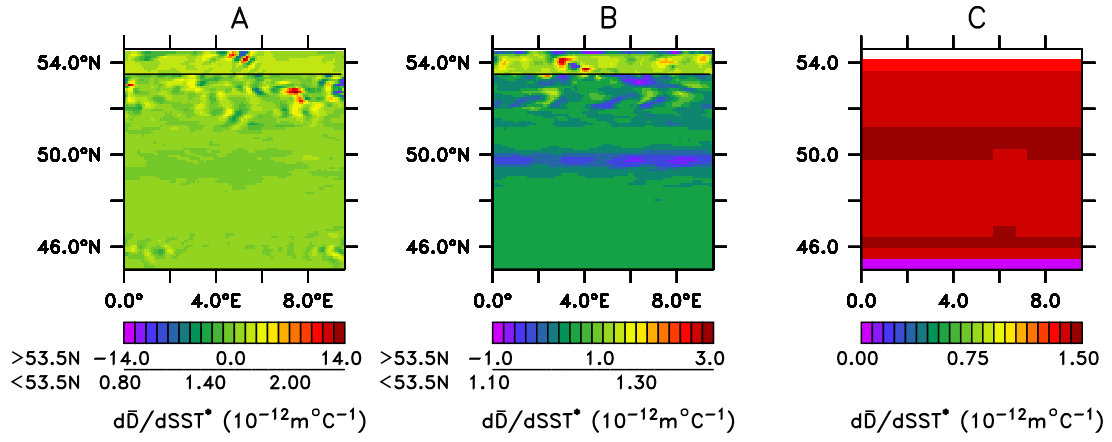 A B C
54.0°N 54.0°N 54.0
50.0°N 50.0°N 50.0
46.0°N 46.0°N 46.0
0.0° 4.0°E 8.0°E 0.0° 4.0°E 8.0°E 0.0 4.0 8.0
>53.5N −14.0 0.0 14.0 >53.5N −1.0 1.0 3.0 0.00 0.75 1.50
<53.5N 0.80 1.40 2.00 <53.5N 1.10 1.30
dD̄/dSST* (10⁻¹²m°C⁻¹) dD̄/dSST* (10⁻¹²m°C⁻¹) dD̄/dSST* (10⁻¹²m°C⁻¹)